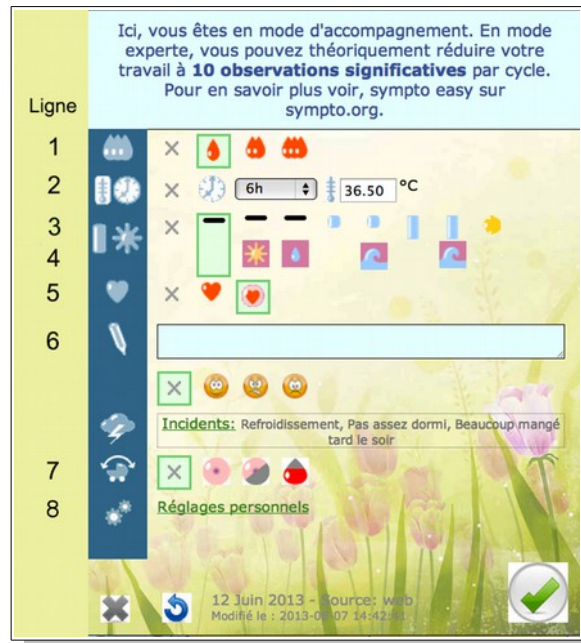 Ici, vous êtes en mode d'accompagnement. En mode
experte, vous pouvez théoriquement réduire votre
travail à 10 observations significatives par cycle.
Pour en savoir plus voir, sympto easy sur
sympto.org.
Ligne
1
2
6h
36.50 °C
3
4
5
6
Incidents: Refroidissement, Pas assez dormi, Beaucoup mangé
tard le soir
7
8
Réglages personnels
12 Juin 2013 - Source: web
Modifié le : 2013-09-07 14:42:41